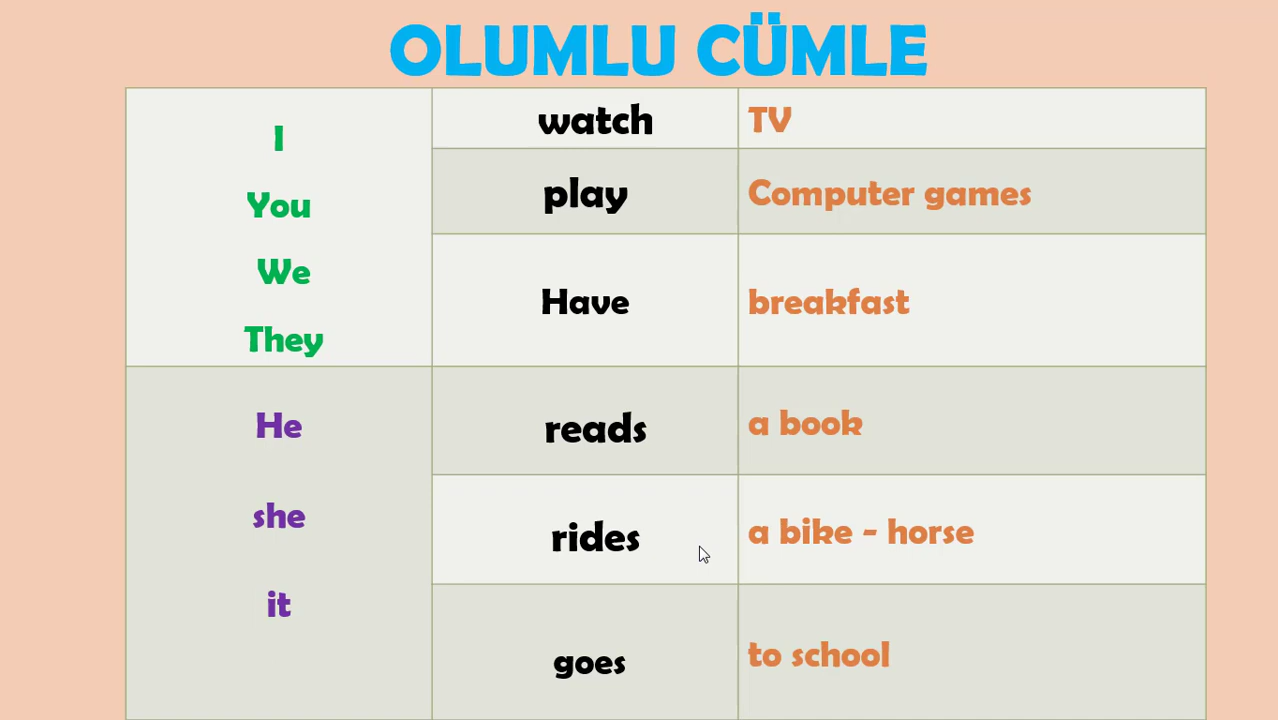 OLUMLU CÜMLE
I
You
We
They
watch
TV
play
Computer games
Have
breakfast
He
she
it
reads
a book
rides
a bike - horse
goes
to school